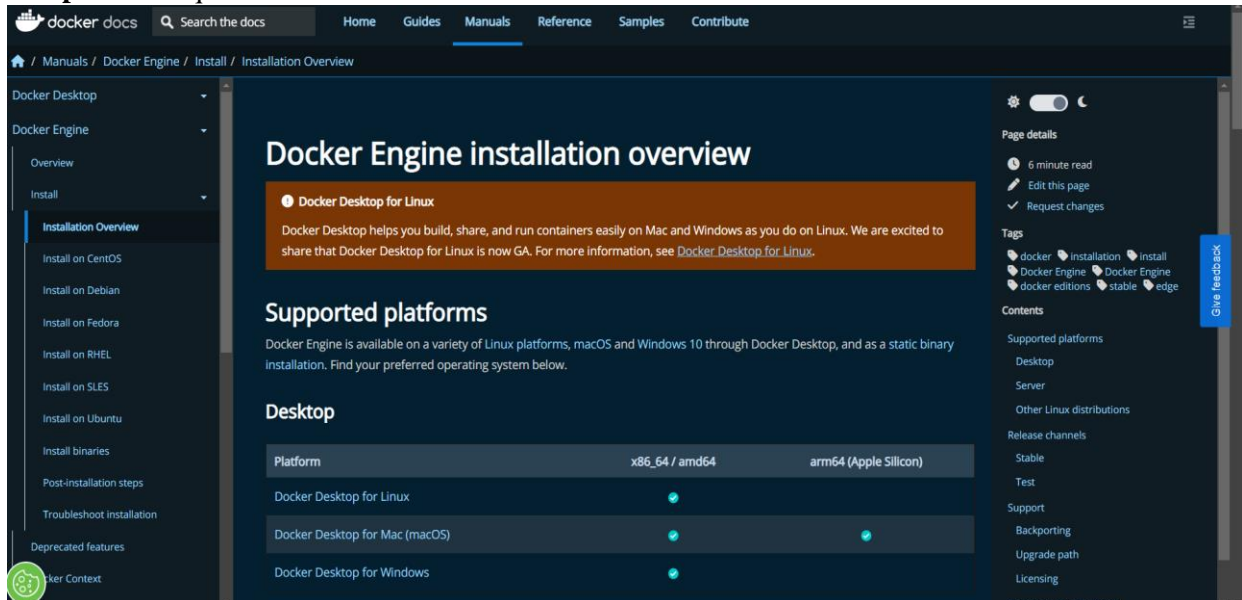 docker docs
Search the docs
Home
Guides
Manuals
Reference
Samples
Contribute
/ Manuals / Docker Engine / Install / Installation Overview
Docker Desktop
Docker Engine
Overview
Install
Installation Overview
Install on CentOS
Install on Debian
Install on Fedora
Install on RHEL
Install on SLES
Install on Ubuntu
Install binaries
Post-installation steps
Troubleshoot installation
Deprecated features
cker Context
Docker Engine installation overview
Docker Desktop for Linux
Docker Desktop helps you build, share, and run containers easily on Mac and Windows as you do on Linux. We are excited to
share that Docker Desktop for Linux is now GA. For more information, see Docker Desktop for Linux.
Supported platforms
Docker Engine is available on a variety of Linux platforms, macOS and Windows 10 through Docker Desktop, and as a static binary
installation. Find your preferred operating system below.
Desktop
Platform x86_64 / amd64 arm64 (Apple Silicon)
Docker Desktop for Linux
Docker Desktop for Mac (macOS)
Docker Desktop for Windows
Page details
6 minute read
Edit this page
Request changes
Tags
docker installation install
Docker Engine Docker Engine
docker editions stable edge
Contents
Supported platforms
Desktop
Server
Other Linux distributions
Release channels
Stable
Test
Support
Backporting
Upgrade path
Licensing
Give feedback